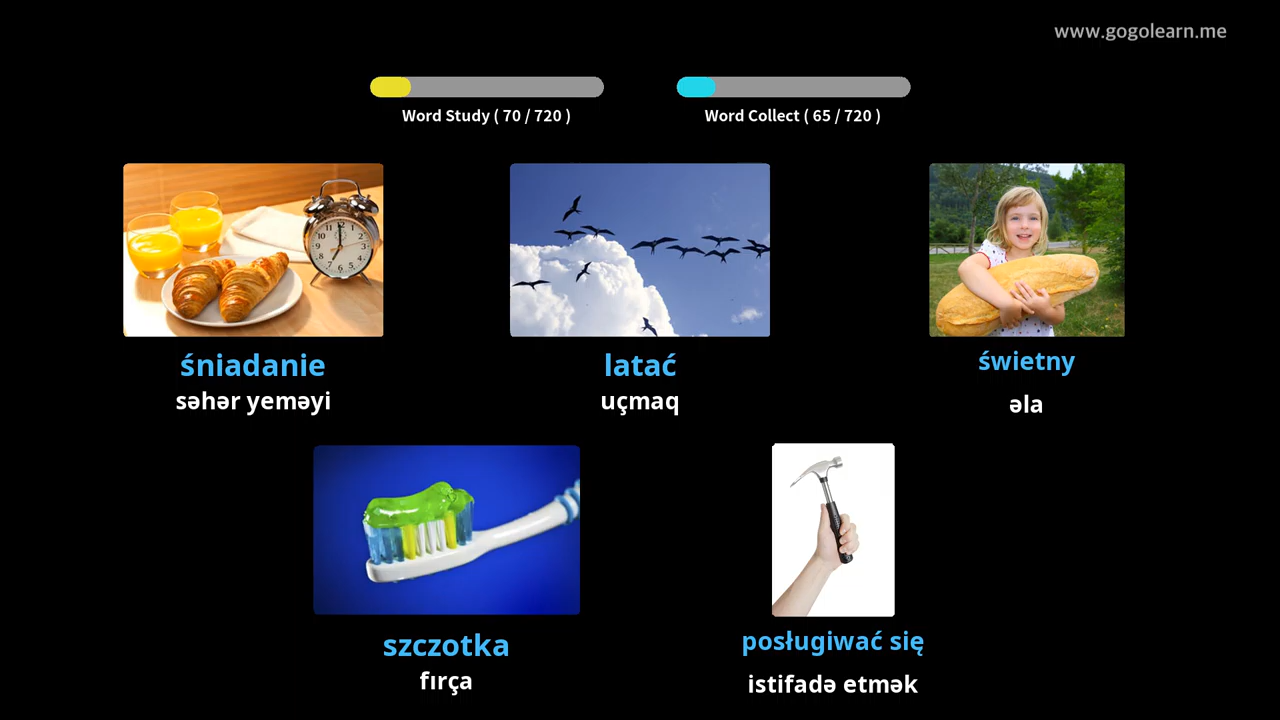 www.gogolearn.me
Word Study ( 70 / 720 )
Word Collect ( 65 / 720 )
śniadanie
səhər yeməyi
latać
uçmaq
świetny
əla
szczotka
fırça
posługiwać się
istifadə etmək